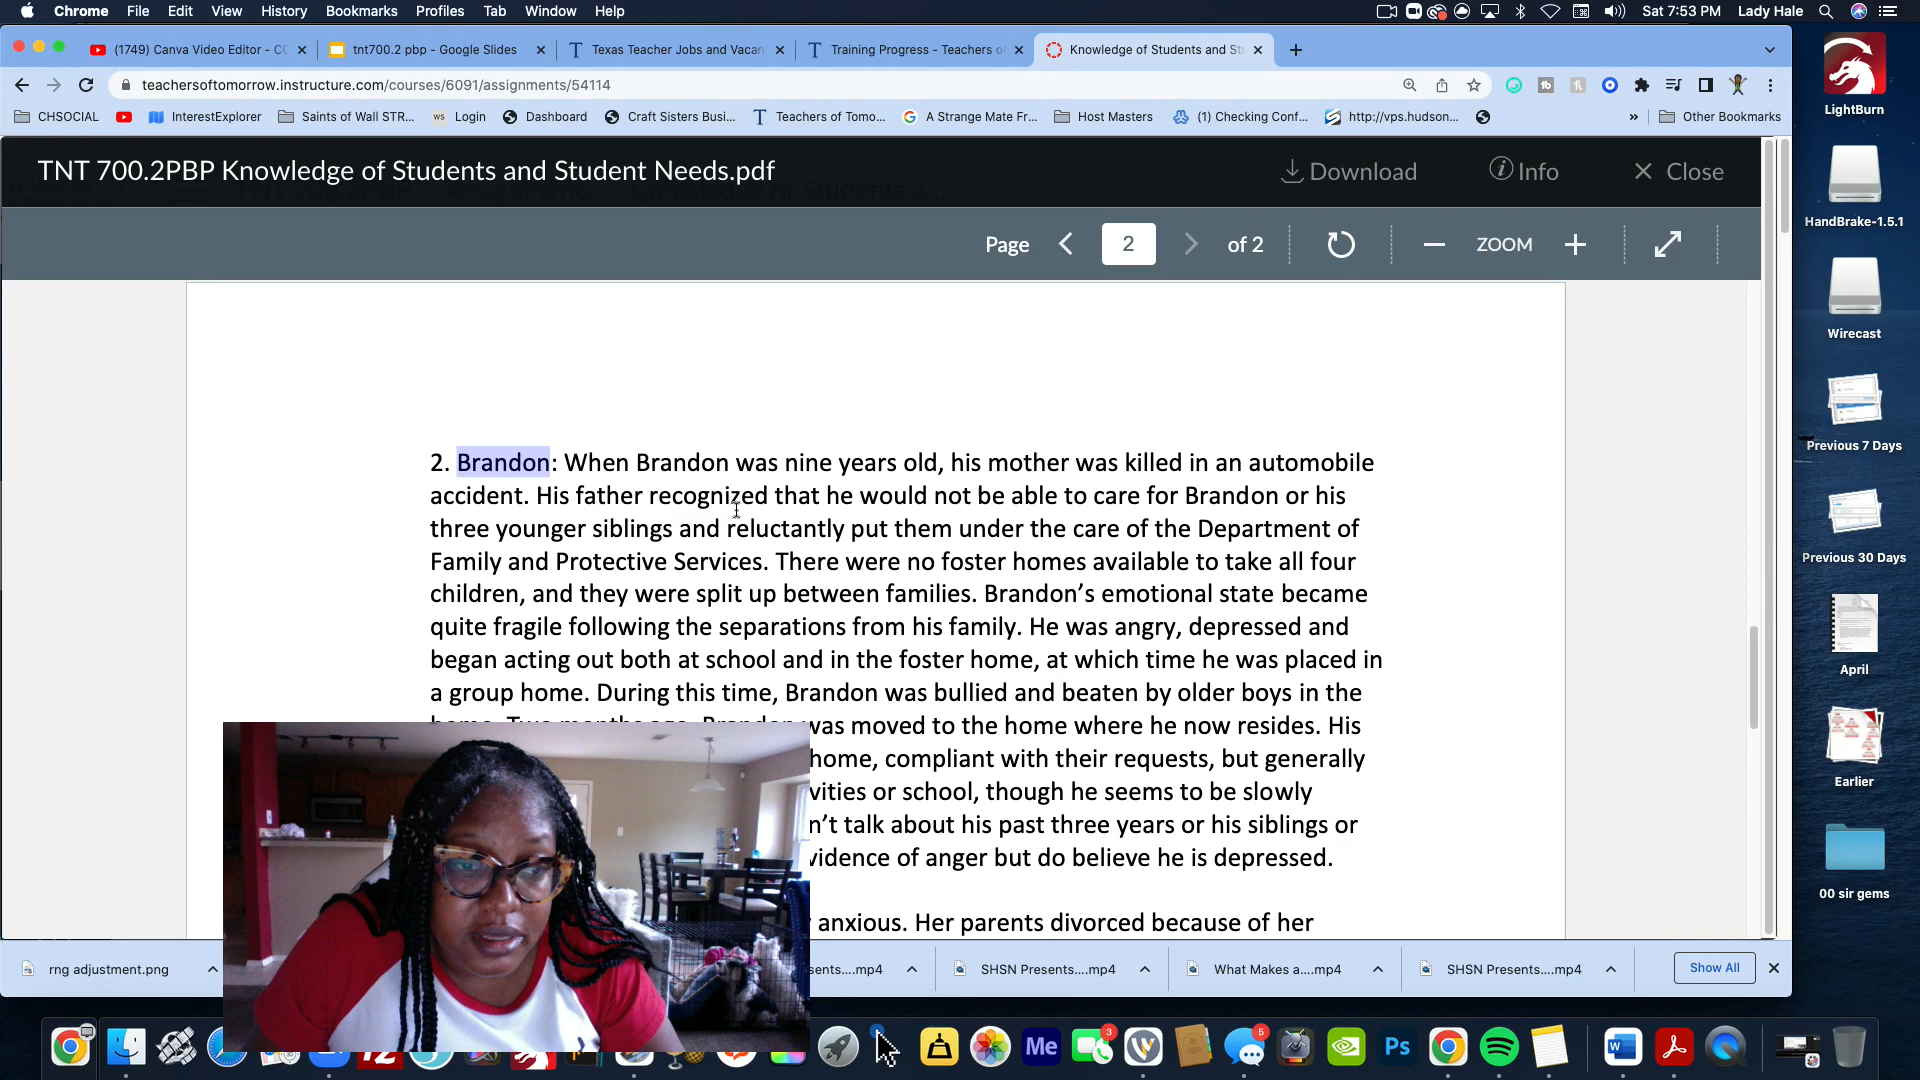 Chrome File Edit View History Bookmarks Profiles Tab Window Help Sat 7:53 PM Lady Hale
(1749) Canva Video Editor - CO tnt700.2 pbp - Google Slides Texas Teacher Jobs and Vacan Training Progress - Teachers o Knowledge of Students and St
teachersoftomorrow.instructure.com/courses/6091/assignments/54114
CHSOCIAL InterestExplorer Saints of Wall STR... ws Login Dashboard Craft Sisters Busi... Teachers of Tomo... A Strange Mate Fr... Host Masters (1) Checking Conf... http://vps.hudson... » Other Bookmarks
TNT 700.2PBP Knowledge of Students and Student Needs.pdf Download Info Close
Page 2 of 2 ZOOM
2. Brandon: When Brandon was nine years old, his mother was killed in an automobile
accident. His father recognized that he would not be able to care for Brandon or his
three younger siblings and reluctantly put them under the care of the Department of
Family and Protective Services. There were no foster homes available to take all four
children, and they were split up between families. Brandon's emotional state became
quite fragile following the separations from his family. He was angry, depressed and
began acting out both at school and in the foster home, at which time he was placed in
a group home. During this time, Brandon was bullied and beaten by older boys in the
home. Two months ago, Brandon was moved to the home where he now resides. His
home, compliant with their requests, but generally
vities or school, though he seems to be slowly
n't talk about his past three years or his siblings or
vidence of anger but do believe he is depressed.
anxious. Her parents divorced because of her
rng adjustment.png sents....mp4 SHSN Presents....mp4 What Makes a....mp4 SHSN Presents....mp4 Show All
LightBurn
HandBrake-1.5.1
Wirecast
Previous 7 Days
Previous 30 Days
April
Earlier
00 sir gems
Me 3 5 Ps